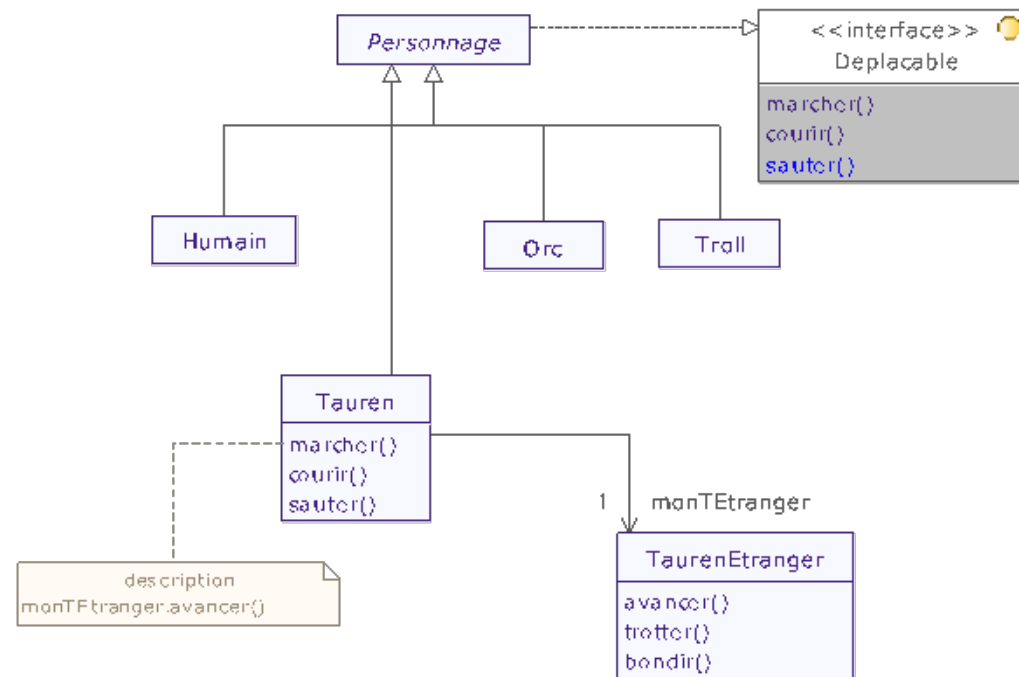 Personnage
<<interface>>
Deplacable
marcher()
courir()
sauter()
Humain
Orc
Troll
Tauren
marcher()
courir()
sauter()
1 monTEtranger
description
monTEtranger.avancer()
TaurenEtranger
avancer()
trotter()
bondir()